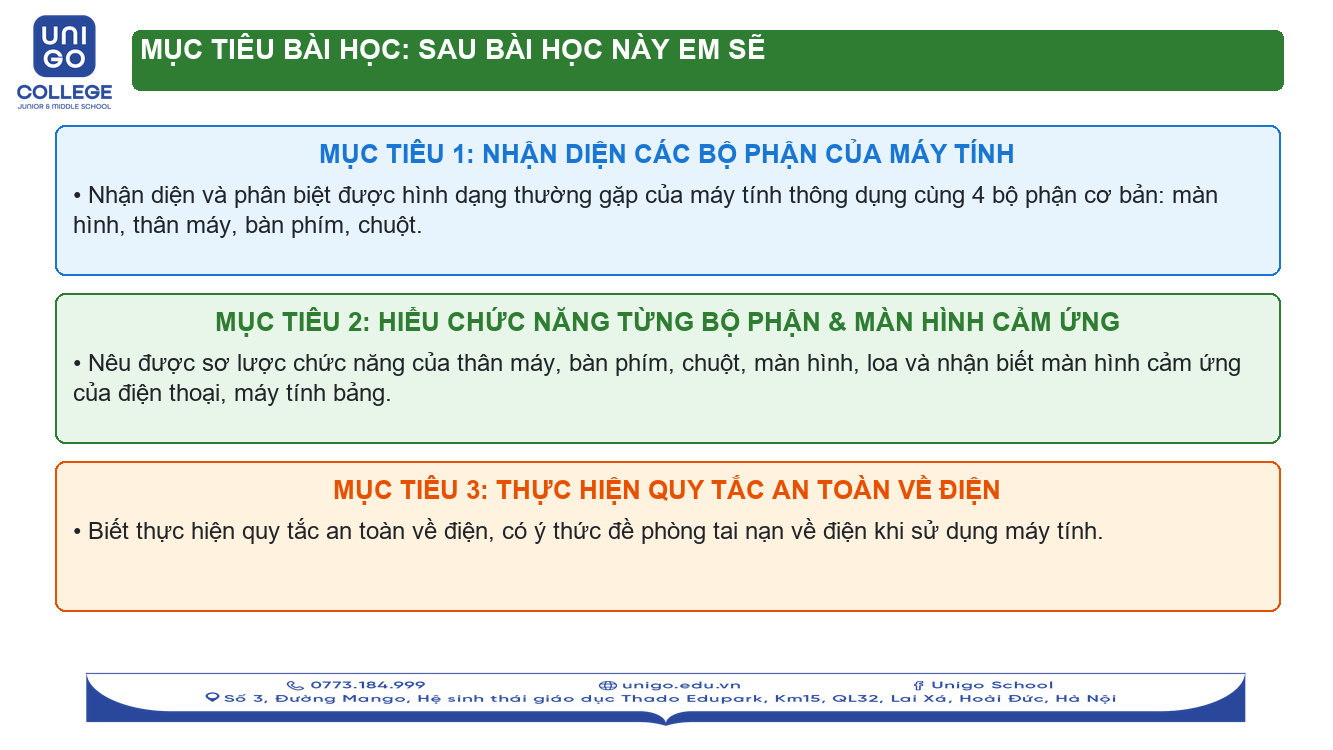 UNI
GO
COLLEGE
JUNIOR & MIDDLE SCHOOL
MỤC TIÊU BÀI HỌC: SAU BÀI HỌC NÀY EM SẼ
MỤC TIÊU 1: NHẬN DIỆN CÁC BỘ PHẬN CỦA MÁY TÍNH
• Nhận diện và phân biệt được hình dạng thường gặp của máy tính thông dụng cùng 4 bộ phận cơ bản: màn
hình, thân máy, bàn phím, chuột.
MỤC TIÊU 2: HIỂU CHỨC NĂNG TỪNG BỘ PHẬN & MÀN HÌNH CẢM ỨNG
• Nêu được sơ lược chức năng của thân máy, bàn phím, chuột, màn hình, loa và nhận biết màn hình cảm ứng
của điện thoại, máy tính bảng.
MỤC TIÊU 3: THỰC HIỆN QUY TẮC AN TOÀN VỀ ĐIỆN
• Biết thực hiện quy tắc an toàn về điện, có ý thức đề phòng tai nạn về điện khi sử dụng máy tính.
0773.184.999 unigo.edu.vn Unigo School
Số 3, Đường Mango, Hệ sinh thái giáo dục Thado Edupark, Km15, QL32, Lai Xá, Hoài Đức, Hà Nội